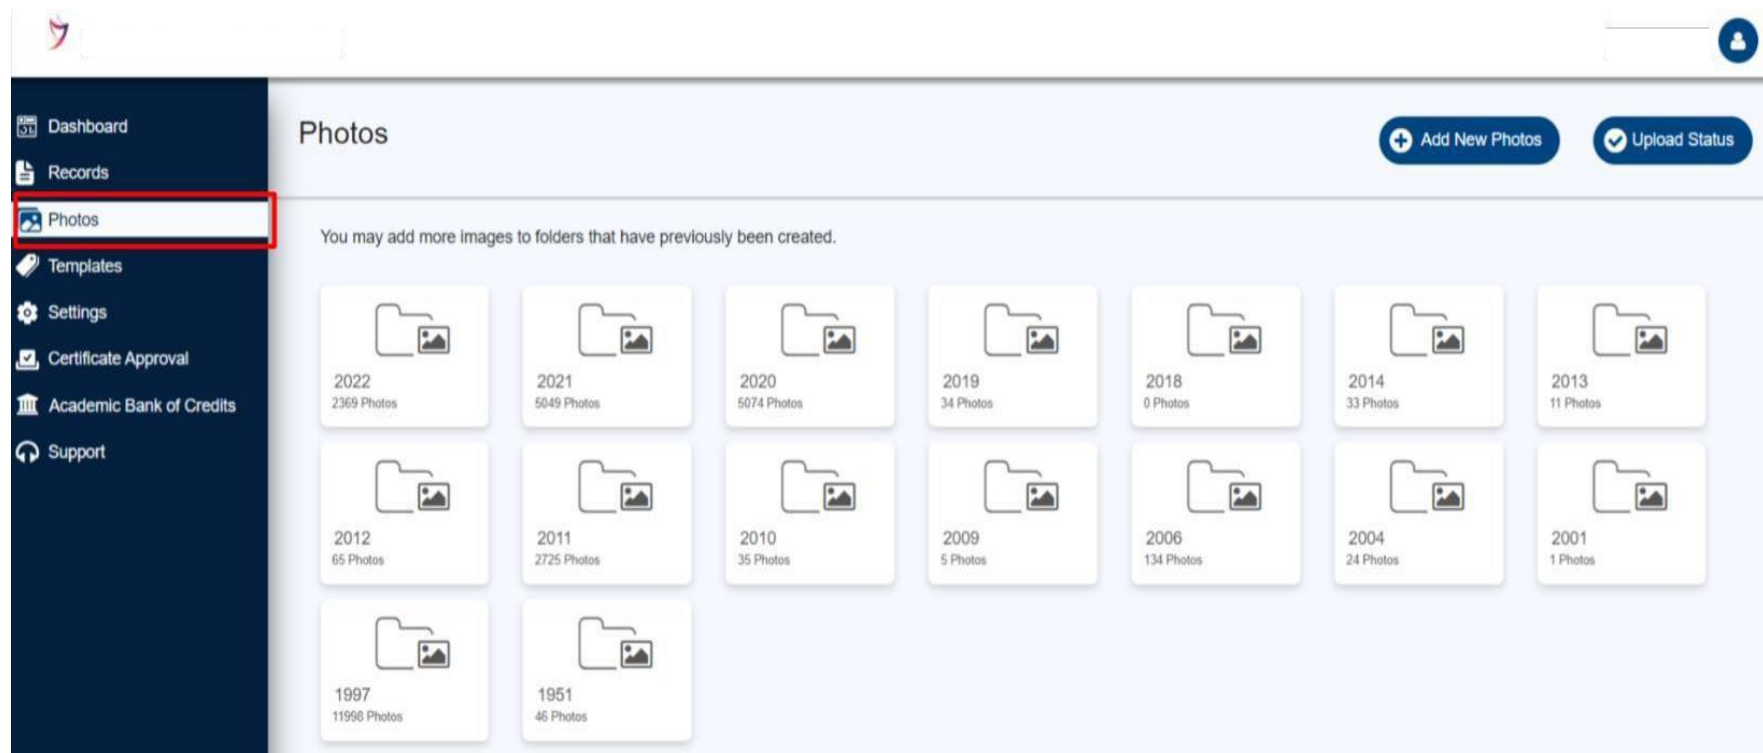 Dashboard
Records
Photos
Templates
Settings
Certificate Approval
Academic Bank of Credits
Support
Photos
Add New Photos
Upload Status
You may add more images to folders that have previously been created.
2022
2369 Photos
2021
5049 Photos
2020
5074 Photos
2019
34 Photos
2018
0 Photos
2014
33 Photos
2013
11 Photos
2012
65 Photos
2011
2725 Photos
2010
35 Photos
2009
5 Photos
2006
134 Photos
2004
24 Photos
2001
1 Photos
1997
11998 Photos
1951
46 Photos